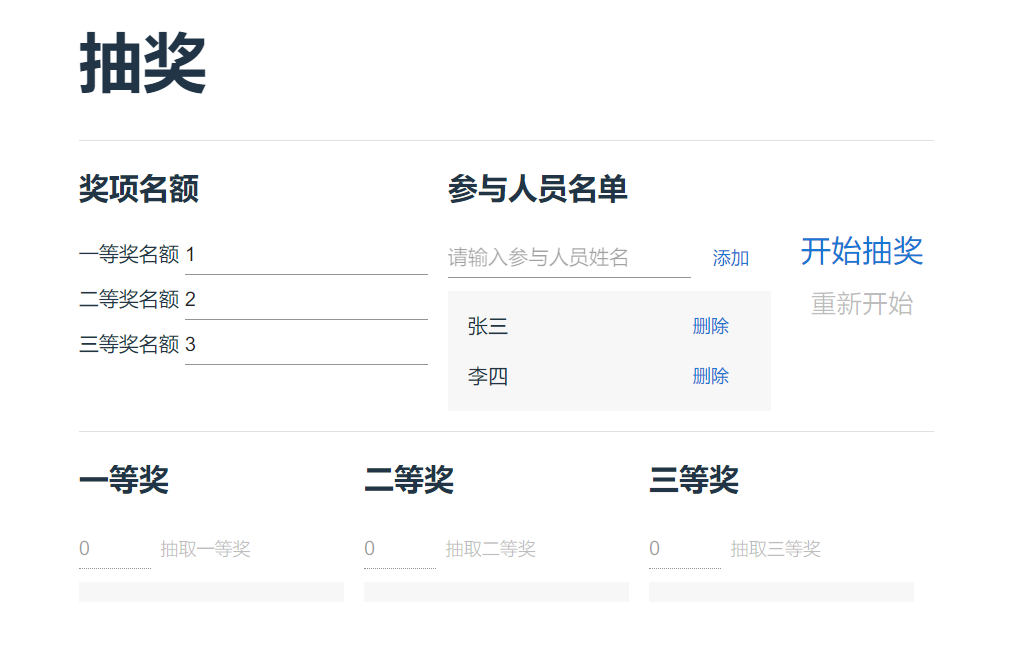 抽奖
奖项名额
一等奖名额 1
二等奖名额 2
三等奖名额 3
参与人员名单
请输入参与人员姓名 添加
张三 删除
李四 删除
开始抽奖
重新开始
一等奖
0 抽取一等奖
二等奖
0 抽取二等奖
三等奖
0 抽取三等奖